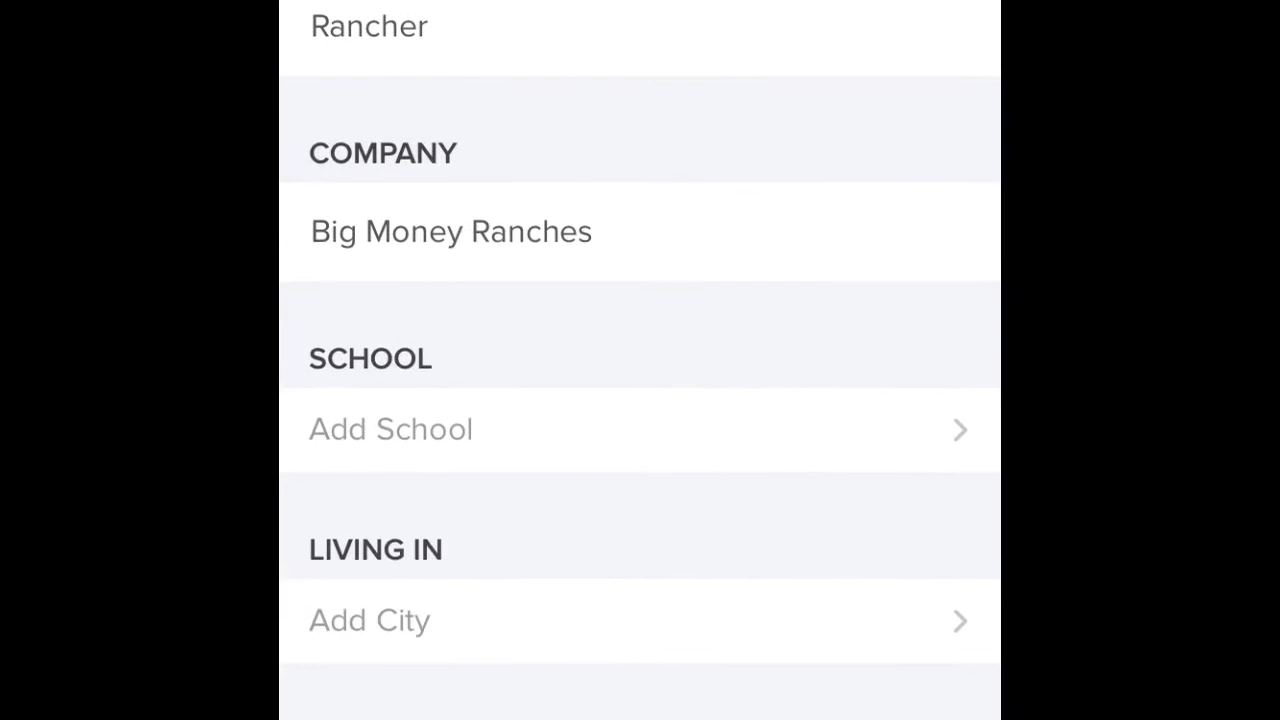 Rancher
COMPANY
Big Money Ranches
SCHOOL
Add School
LIVING IN
Add City